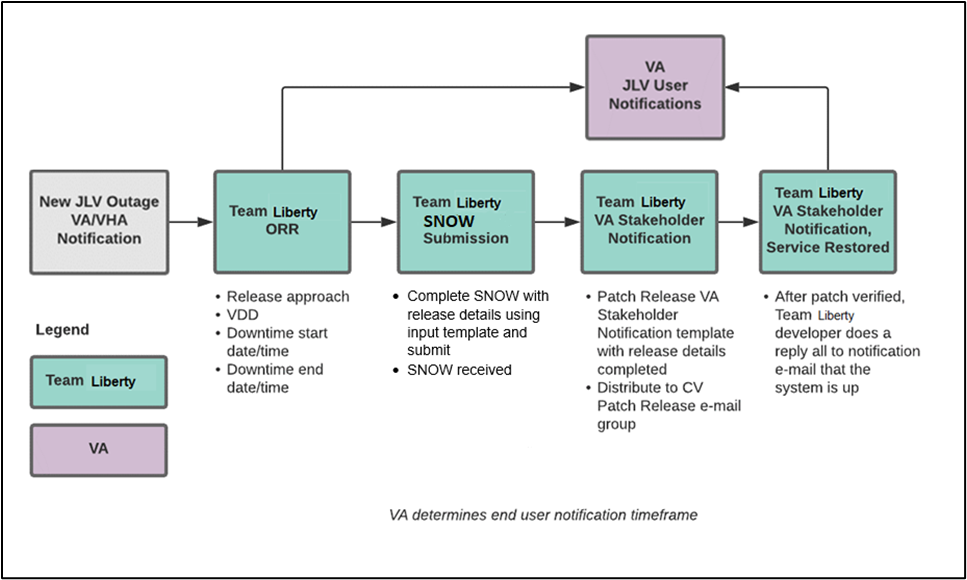 VA
JLV User
Notifications
New JLV Outage
VA/VHA
Notification
Team Liberty
ORR
Team Liberty
SNOW
Submission
Team Liberty
VA Stakeholder
Notification
Team Liberty
VA Stakeholder
Notification,
Service Restored
• Release approach
• VDD
• Downtime start
date/time
• Downtime end
date/time
• Complete SNOW with
release details using
input template and
submit
• SNOW received
• Patch Release VA
Stakeholder
Notification template
with release details
completed
• Distribute to CV
Patch Release e-mail
group
• After patch verified,
Team Liberty
developer does a
reply all to notification
e-mail that the
system is up
Legend
Team Liberty
VA
VA determines end user notification timeframe